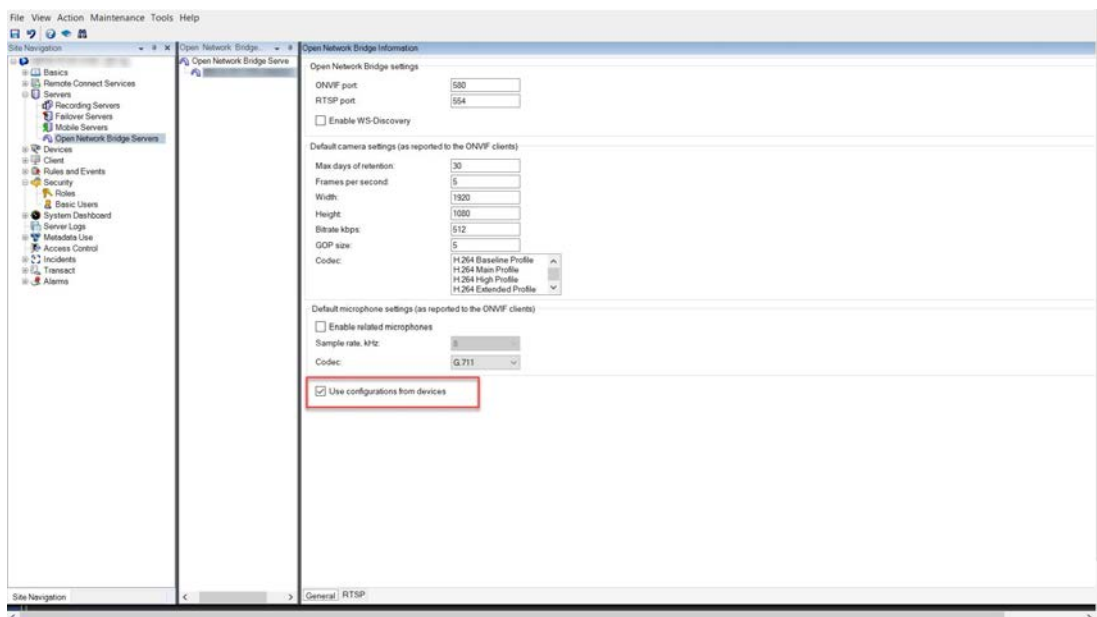 File View Action Maintenance Tools Help
Site Navigation
Basics
Remote Connect Services
Servers
Recording Servers
Failover Servers
Mobile Servers
Open Network Bridge Servers
Devices
Client
Rules and Events
Security
Roles
Basic Users
System Dashboard
Server Logs
Metadata Use
Access Control
Incidents
Transact
Alarms
Site Navigation
Open Network Bridge..
Open Network Bridge Serve
Open Network Bridge Information
Open Network Bridge settings
ONVIF port: 580
RTSP port: 554
Enable WS-Discovery
Default camera settings (as reported to the ONVIF clients)
Max days of retention: 30
Frames per second: 5
Width: 1920
Height: 1080
Bitrate kbps: 512
GOP size: 5
Codec: H.264 Baseline Profile
H.264 Main Profile
H.264 High Profile
H.264 Extended Profile
Default microphone settings (as reported to the ONVIF clients)
Enable related microphones
Sample rate, kHz: 8
Codec: G.711
Use configurations from devices
General RTSP